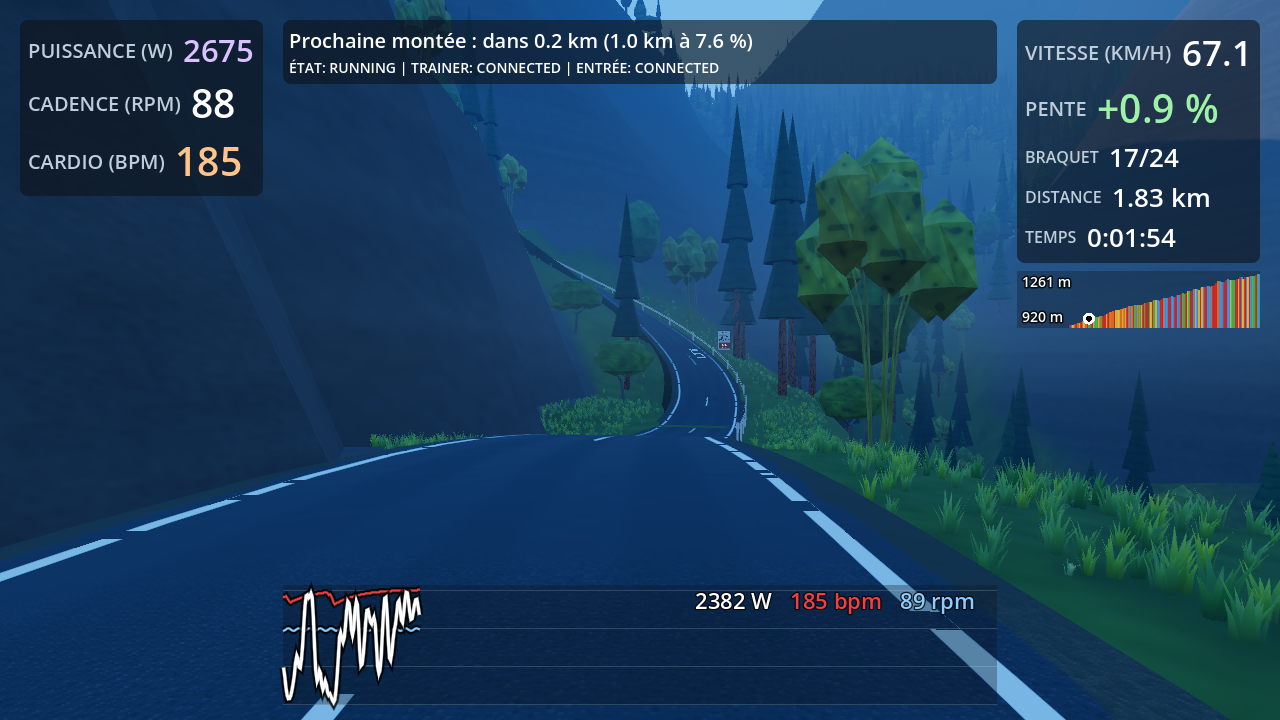 PUISSANCE (W) 2675
CADENCE (RPM) 88
CARDIO (BPM) 185
Prochaine montée : dans 0.2 km (1.0 km à 7.6 %)
ÉTAT: RUNNING | TRAINER: CONNECTED | ENTRÉE: CONNECTED
VITESSE (KM/H) 67.1
PENTE +0.9 %
BRAQUET 17/24
DISTANCE 1.83 km
TEMPS 0:01:54
1261 m
920 m
2382 W 185 bpm 89 rpm